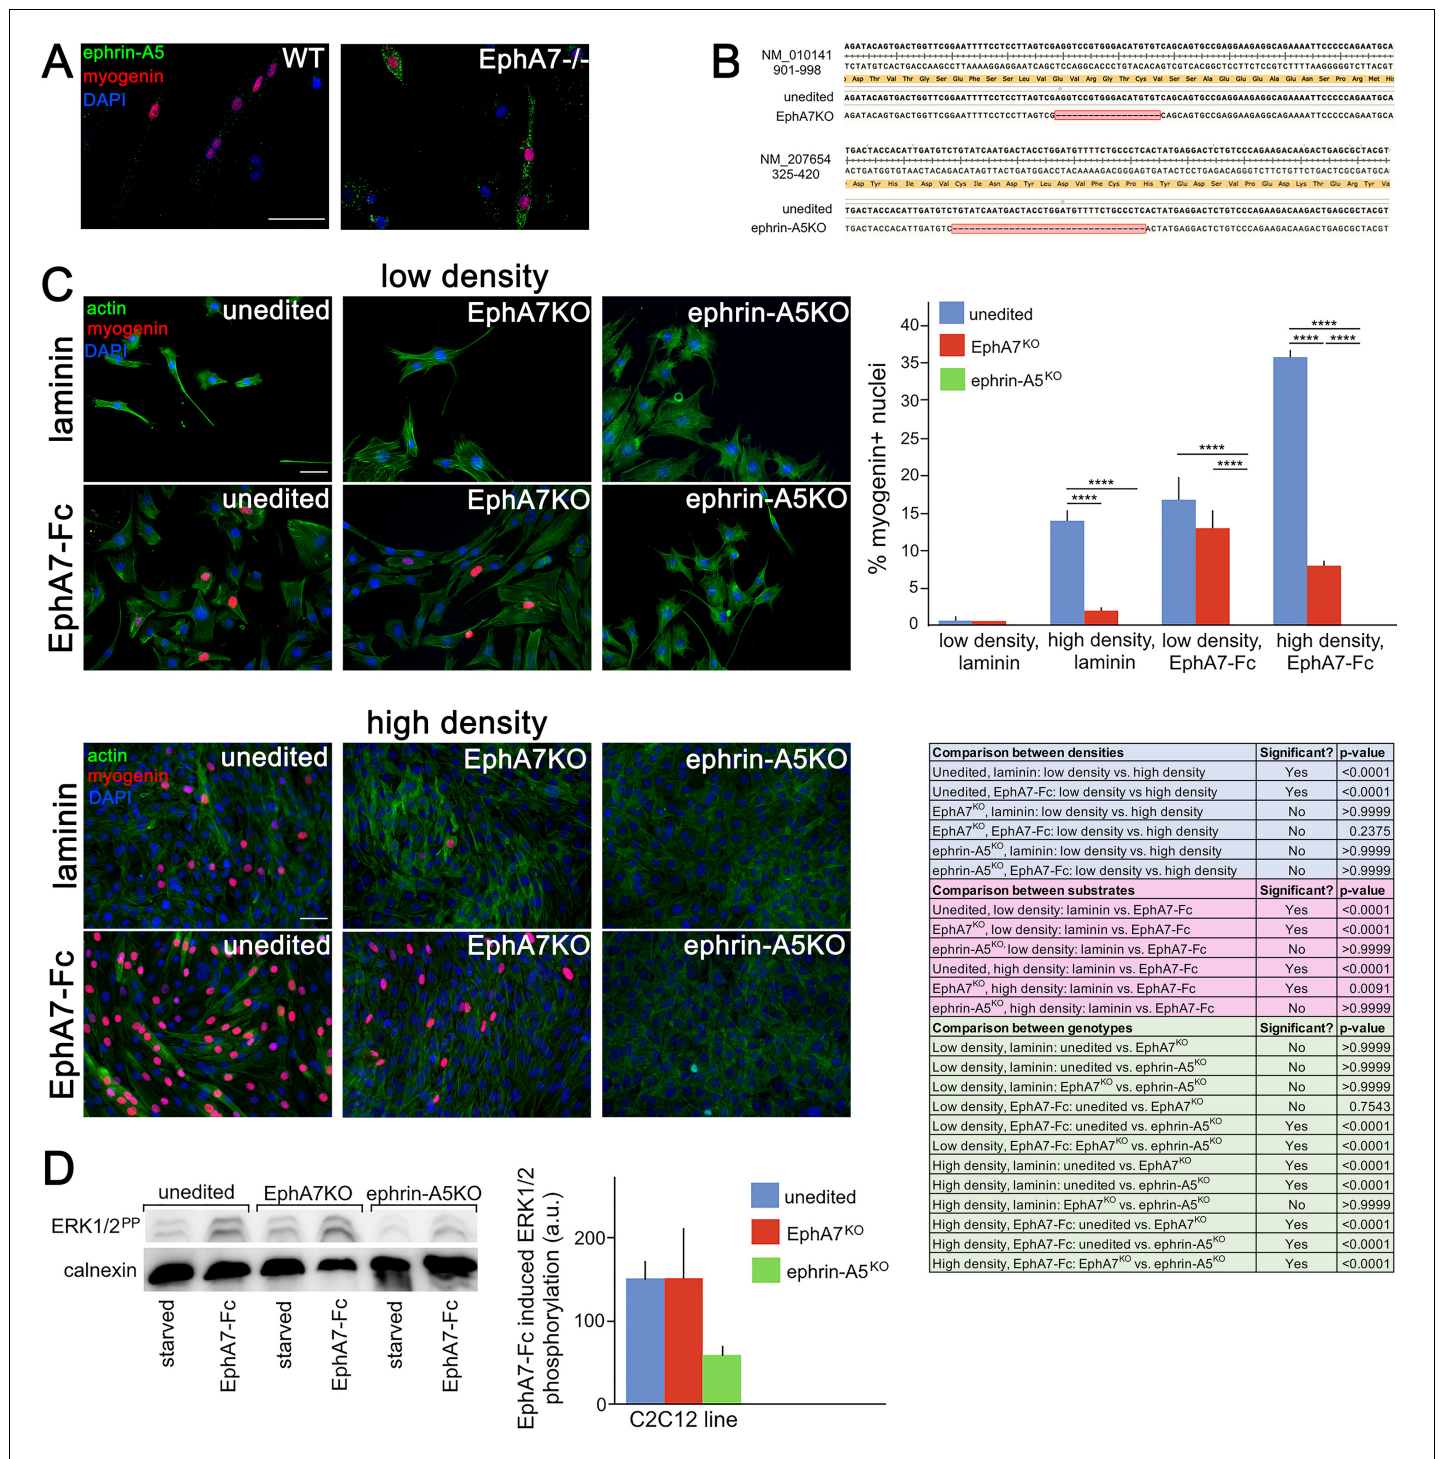 A
ephrin-A5
myogenin
DAPI
WT
EphA7-/-
B
NM_010141
901-998
unedited
EphA7KO
NM_207654
325-420
unedited
ephrin-A5KO
C
low density
laminin
actin
myogenin
DAPI
unedited
EphA7KO
ephrin-A5KO
EphA7-Fc
unedited
EphA7KO
ephrin-A5KO
% myogenin+ nuclei
40
35
30
25
20
15
10
5
0
unedited
EphA7KO
ephrin-A5KO
****
****
****
****
****
**** ****
low density, laminin
high density, laminin
low density, EphA7-Fc
high density, EphA7-Fc
high density
laminin
actin
myogenin
DAPI
unedited
EphA7KO
ephrin-A5KO
EphA7-Fc
unedited
EphA7KO
ephrin-A5KO
Comparison between densities Significant? p-value
Unedited, laminin: low density vs. high density Yes <0.0001
Unedited, EphA7-Fc: low density vs high density Yes <0.0001
EphA7KO, laminin: low density vs. high density No >0.9999
EphA7KO, EphA7-Fc: low density vs. high density No 0.2375
ephrin-A5KO, laminin: low density vs. high density No >0.9999
ephrin-A5KO, EphA7-Fc: low density vs. high density No >0.9999
Comparison between substrates Significant? p-value
Unedited, low density: laminin vs. EphA7-Fc Yes <0.0001
EphA7KO, low density: laminin vs. EphA7-Fc Yes <0.0001
ephrin-A5KO, low density: laminin vs. EphA7-Fc No >0.9999
Unedited, high density: laminin vs. EphA7-Fc Yes <0.0001
EphA7KO, high density: laminin vs. EphA7-Fc Yes 0.0091
ephrin-A5KO, high density: laminin vs. EphA7-Fc No >0.9999
Comparison between genotypes Significant? p-value
Low density, laminin: unedited vs. EphA7KO No >0.9999
Low density, laminin: unedited vs. ephrin-A5KO No >0.9999
Low density, laminin: EphA7KO vs. ephrin-A5KO No >0.9999
Low density, EphA7-Fc: unedited vs. EphA7KO No 0.7543
Low density, EphA7-Fc: unedited vs. ephrin-A5KO Yes <0.0001
Low density, EphA7-Fc: EphA7KO vs. ephrin-A5KO Yes <0.0001
High density, laminin: unedited vs. EphA7KO Yes <0.0001
High density, laminin: unedited vs. ephrin-A5KO Yes <0.0001
High density, laminin: EphA7KO vs. ephrin-A5KO No >0.9999
High density, EphA7-Fc: unedited vs. EphA7KO Yes <0.0001
High density, EphA7-Fc: unedited vs. ephrin-A5KO Yes <0.0001
High density, EphA7-Fc: EphA7KO vs. ephrin-A5KO Yes <0.0001
D
unedited EphA7KO ephrin-A5KO
ERK1/2PP
calnexin
starved
EphA7-Fc
starved
EphA7-Fc
starved
EphA7-Fc
EphA7-Fc induced ERK1/2
phosphorylation (a.u.)
200
100
0
unedited
EphA7KO
ephrin-A5KO
C2C12 line